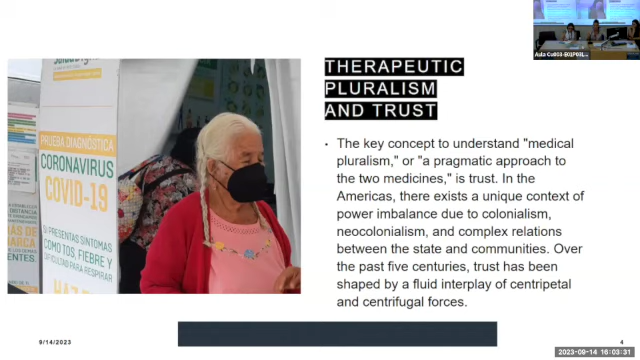 THERAPEUTIC
PLURALISM
AND TRUST
• The key concept to understand "medical
pluralism," or "a pragmatic approach to
the two medicines," is trust. In the
Americas, there exists a unique context of
power imbalance due to colonialism,
neocolonialism, and complex relations
between the state and communities. Over
the past five centuries, trust has been
shaped by a fluid interplay of centripetal
and centrifugal forces.
PRUEBA DIAGNÓSTICA
CORONAVIRUS
COVID-19
SI PRESENTAS SÍNTOMAS
COMO TOS, FIEBRE Y
DIFICULTAD PARA RESPIRAR
DISTANCIA
9/14/2023
4
2023-09-14 16:03:31